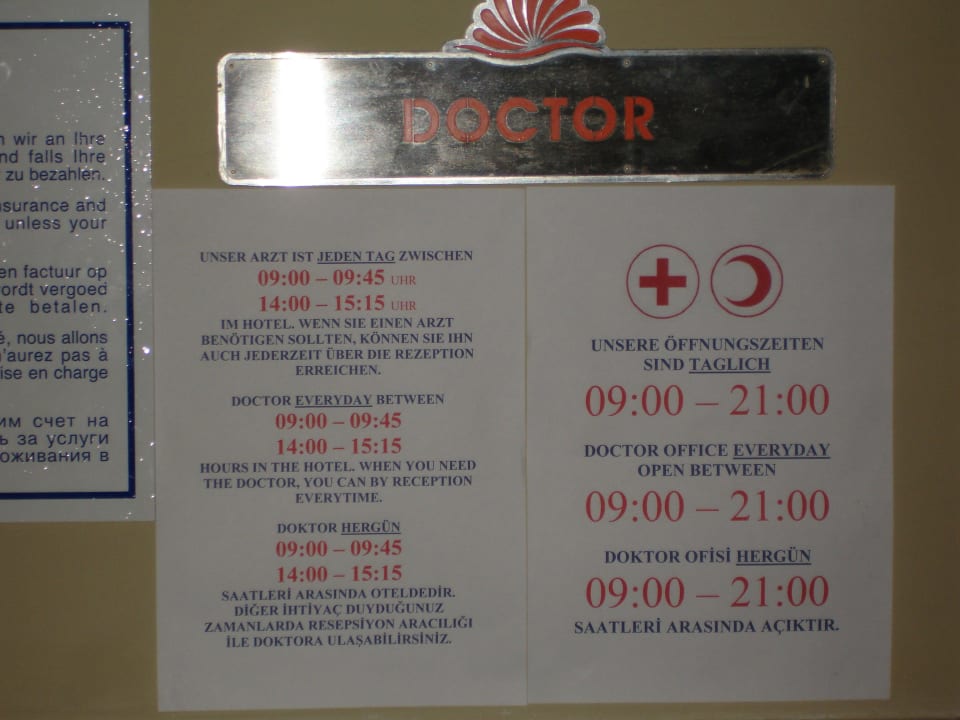 DOCTOR
wir an Ihre
falls Ihre
zu bezahlen.
and
unless your
en factuur op
vergoed
te betalen.
nous allons
n'aurez pas à
en charge
им счет на
за услуги
в
UNSER ARZT IST JEDEN TAG ZWISCHEN
09:00 – 09:45 UHR
14:00 – 15:15 UHR
IM HOTEL. WENN SIE EINEN ARZT
BENÖTIGEN SOLLTEN, KÖNNEN SIE IHN
AUCH JEDERZEIT ÜBER DIE REZEPTION
ERREICHEN.
DOCTOR EVERYDAY BETWEEN
09:00 – 09:45
14:00 – 15:15
HOURS IN THE HOTEL. WHEN YOU NEED
THE DOCTOR, YOU CAN BY RECEPTION
EVERYTIME.
DOKTOR HERGÜN
09:00 – 09:45
14:00 – 15:15
SAATLERİ ARASINDA OTELDEDİR.
DİĞER İHTİYAÇ DUYDUĞUNUZ
ZAMANLARDA RESEPSİYON ARACILIĞI
İLE DOKTORA ULAŞABİLİRSİNİZ.
UNSERE ÖFFNUNGSZEITEN
SIND TAGLICH
09:00 – 21:00
DOCTOR OFFICE EVERYDAY
OPEN BETWEEN
09:00 – 21:00
DOKTOR OFİSİ HERGÜN
09:00 – 21:00
SAATLERİ ARASINDA AÇIKTIR.